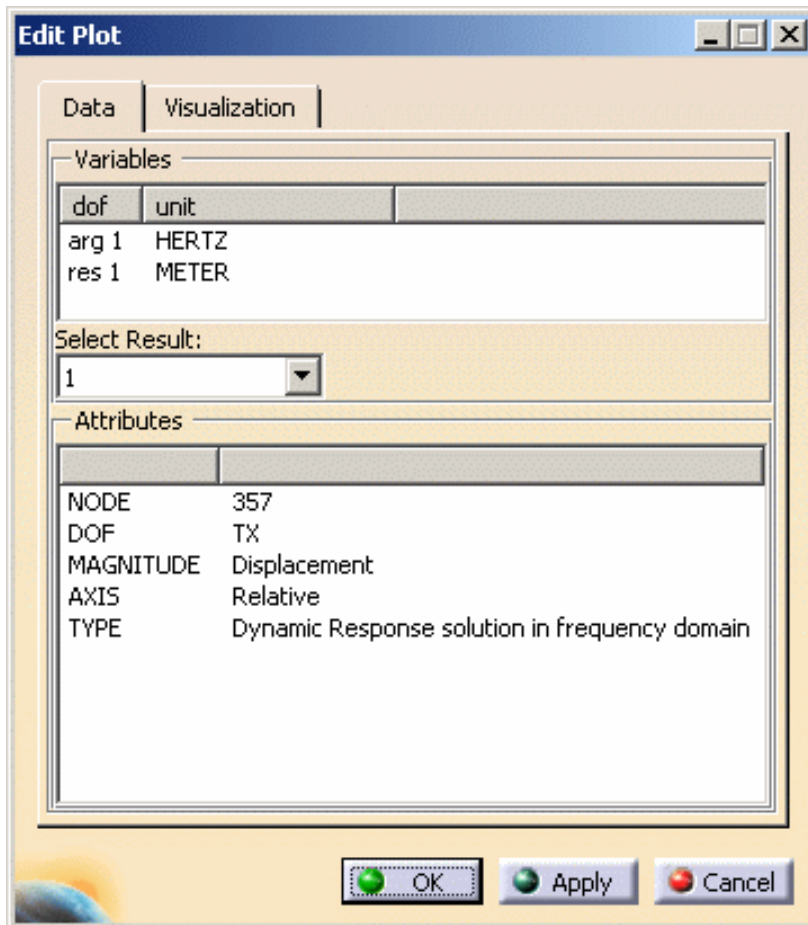 Edit Plot
Data Visualization
Variables
dof unit
arg 1 HERTZ
res 1 METER
Select Result:
1
Attributes
NODE 357
DOF TX
MAGNITUDE Displacement
AXIS Relative
TYPE Dynamic Response solution in frequency domain
OK Apply Cancel